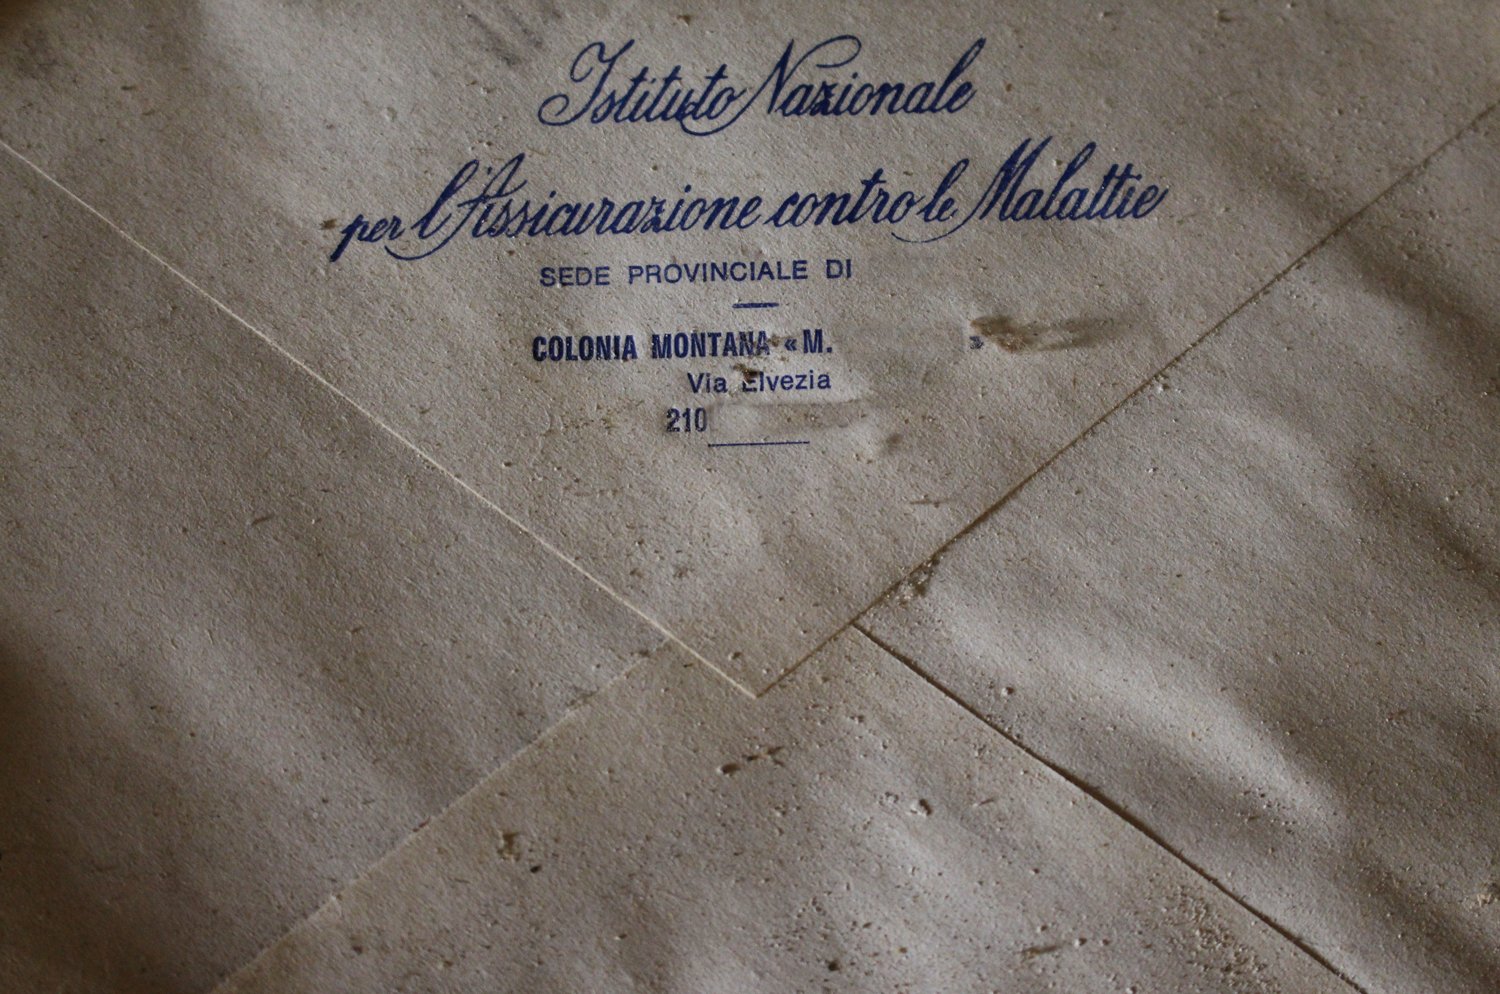 Istituto Nazionale
per l'Assicurazione contro le Malattie
SEDE PROVINCIALE DI
COLONIA MONTANA «M. »
Via Elvezia
210